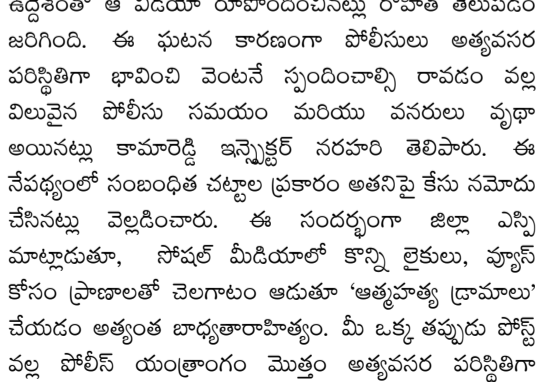 ఉద్దేశంతో ఆ వీడియో రూపొందించినట్లు రోహిత్ తెలుపడం
జరిగింది. ఈ ఘటన కారణంగా పోలీసులు అత్యవసర
పరిస్థితిగా భావించి వెంటనే స్పందించాల్సి రావడం వల్ల
విలువైన పోలీసు సమయం మరియు వనరులు వృథా
అయినట్లు కామారెడ్డి ఇన్స్పెక్టర్ నరహరి తెలిపారు. ఈ
నేపథ్యంలో సంబంధిత చట్టాల ప్రకారం అతనిపై కేసు నమోదు
చేసినట్లు వెల్లడించారు. ఈ సందర్భంగా జిల్లా ఎస్పి
మాట్లాడుతూ, సోషల్ మీడియాలో కొన్ని లైకులు, వ్యూస్
కోసం ప్రాణాలతో చెలగాటం ఆడుతూ ‘ఆత్మహత్య డ్రామాలు’
చేయడం అత్యంత బాధ్యతారాహిత్యం. మీ ఒక్క తప్పుడు పోస్ట్
వల్ల పోలీస్ యంత్రాంగం మొత్తం అత్యవసర పరిస్థితిగా